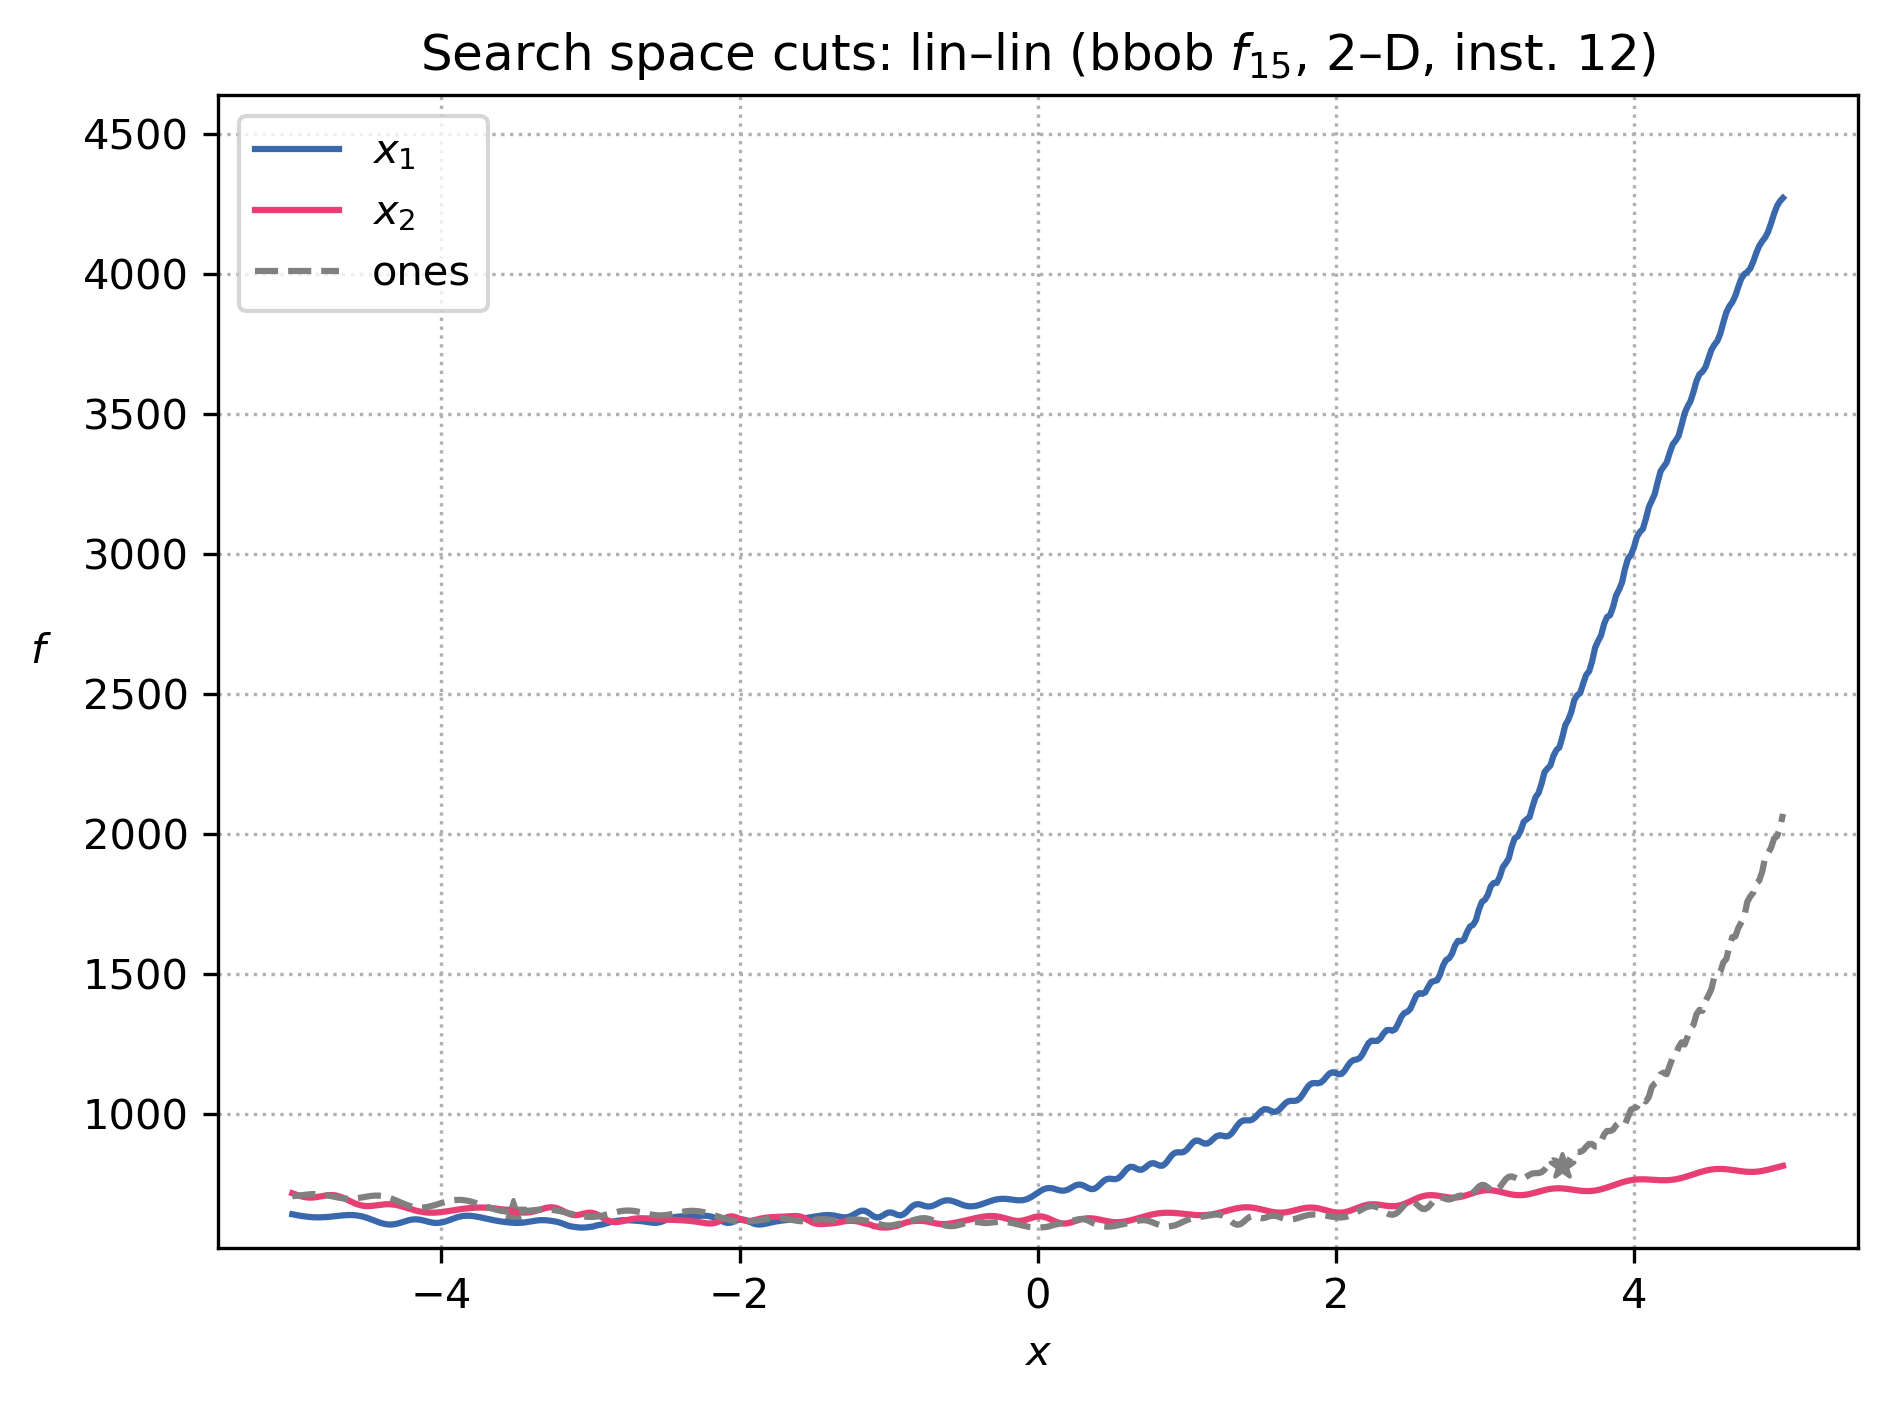 Search space cuts: lin–lin (bbob f15, 2–D, inst. 12)
4500
4000
3500
3000
2500
2000
1500
1000
f
x1
x2
ones
−4 −2 0 2 4
x